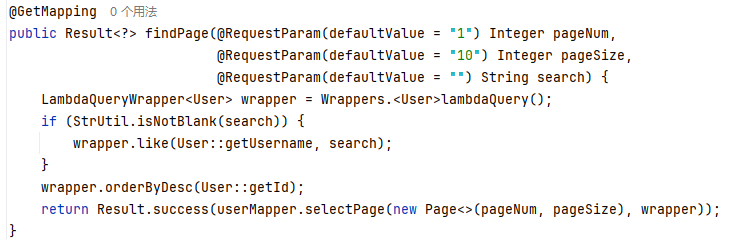 @GetMapping 0 个用法
public Result<?> findPage(@RequestParam(defaultValue = "1") Integer pageNum,
@RequestParam(defaultValue = "10") Integer pageSize,
@RequestParam(defaultValue = "") String search) {
LambdaQueryWrapper<User> wrapper = Wrappers.<User>lambdaQuery();
if (StrUtil.isNotBlank(search)) {
wrapper.like(User::getUsername, search);
}
wrapper.orderByDesc(User::getId);
return Result.success(userMapper.selectPage(new Page<>(pageNum, pageSize), wrapper));
}